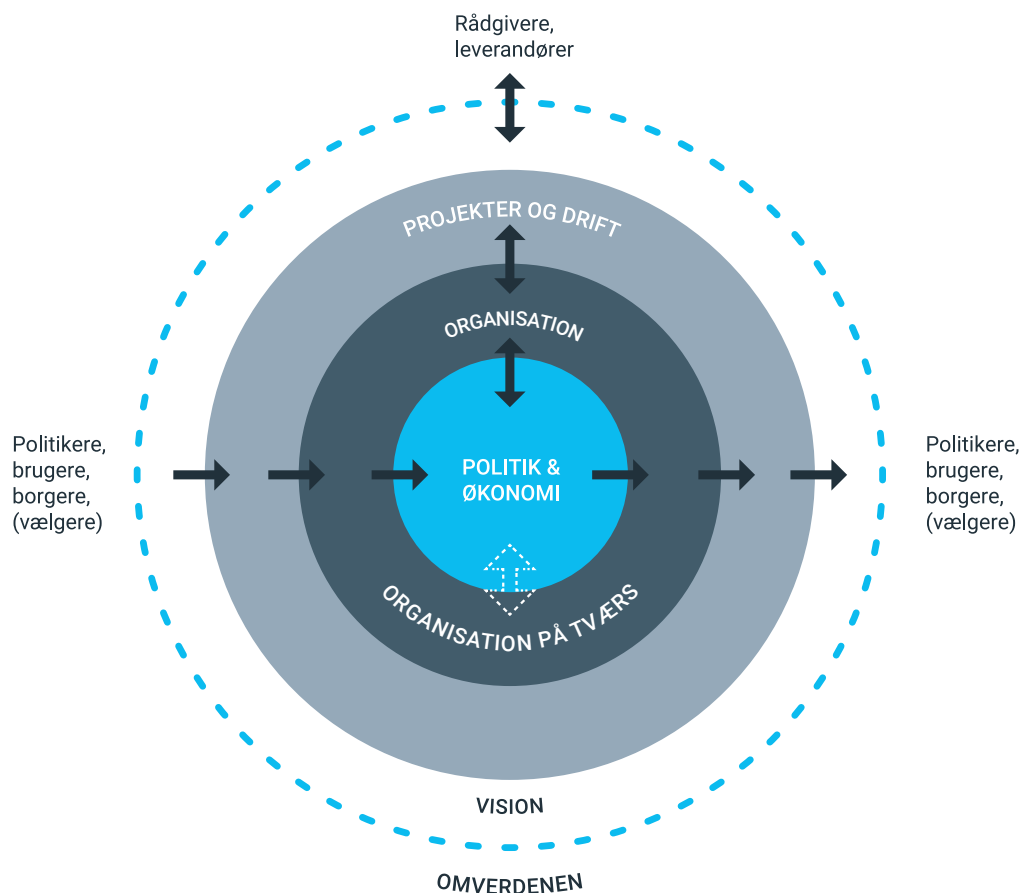 Rådgivere,
leverandører
PROJEKTER OG DRIFT
ORGANISATION
Politikere,
brugere,
borgere,
(vælgere)
POLITIK &
ØKONOMI
Politikere,
brugere,
borgere,
(vælgere)
ORGANISATION PÅ TVÆRS
VISION
OMVERDENEN